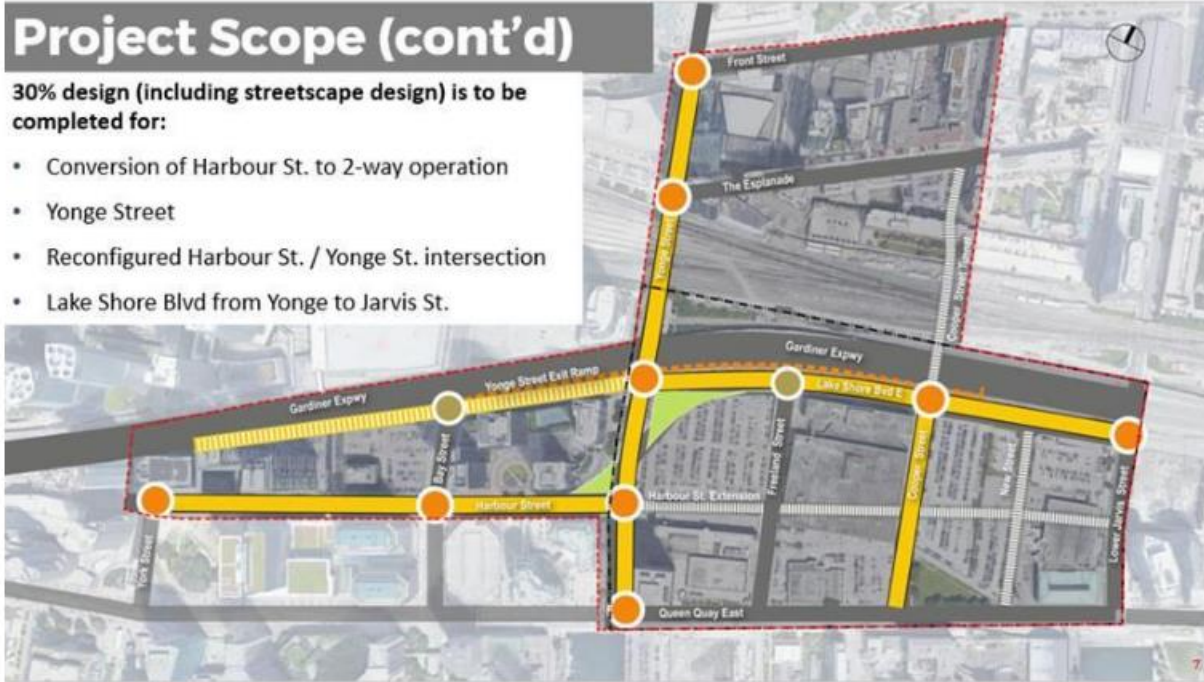 Project Scope (cont'd)
30% design (including streetscape design) is to be
completed for:
• Conversion of Harbour St. to 2-way operation
• Yonge Street
• Reconfigured Harbour St. / Yonge St. intersection
• Lake Shore Blvd from Yonge to Jarvis St.
Front Street
The Esplanade
Yonge Street
Cooper Street
Gardiner Expwy
Yonge Street Exit Ramp
Gardiner Expwy
Lake Shore Blvd E
Bay Street
Freeland Street
Cooper Street
New Street
Lower Jarvis Street
Harbour Street
Harbour St. Extension
York Street
Queen Quay East
7